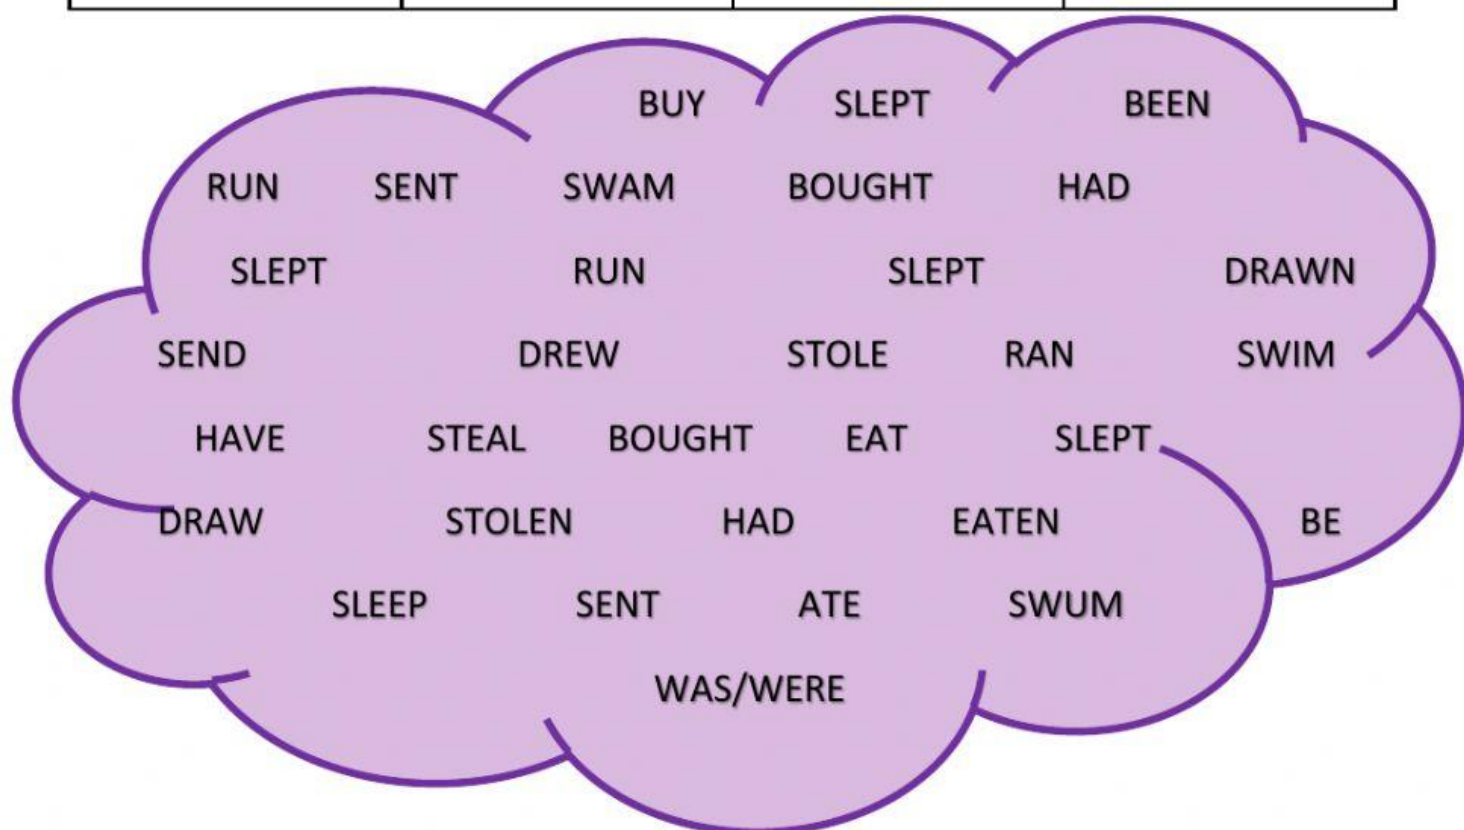 BUY SLEPT BEEN
RUN SENT SWAM BOUGHT HAD
SLEPT RUN SLEPT DRAWN
SEND DREW STOLE RAN SWIM
HAVE STEAL BOUGHT EAT SLEPT
DRAW STOLEN HAD EATEN BE
SLEEP SENT ATE SWUM
WAS/WERE